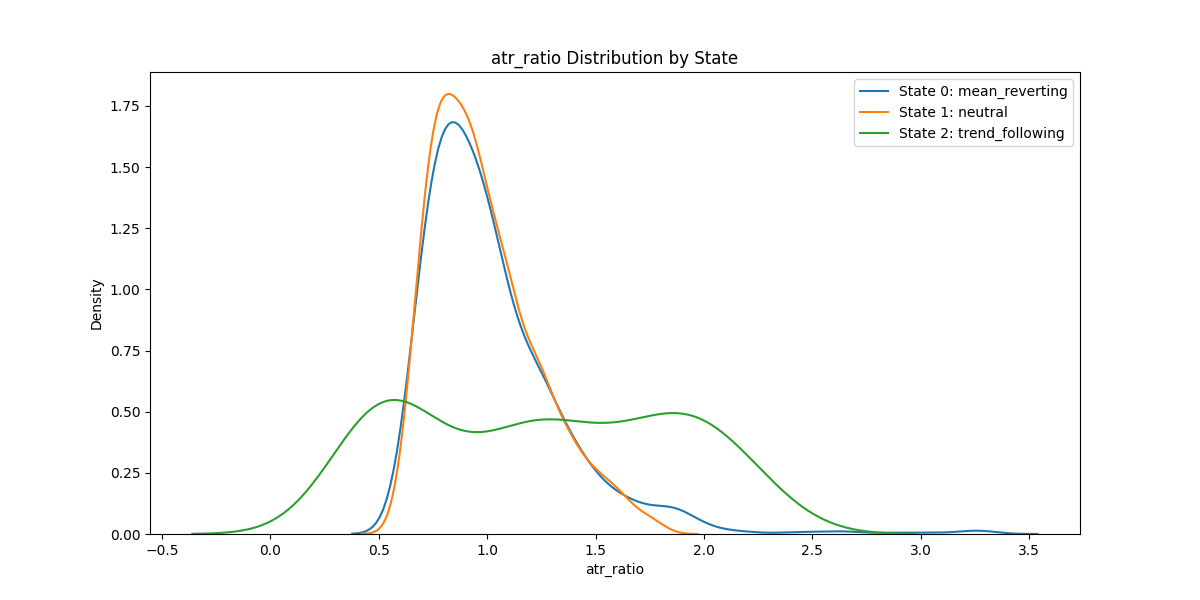 atr_ratio Distribution by State
State 0: mean_reverting
State 1: neutral
State 2: trend_following
Density
1.75
1.50
1.25
1.00
0.75
0.50
0.25
0.00
−0.5 0.0 0.5 1.0 1.5 2.0 2.5 3.0 3.5
atr_ratio